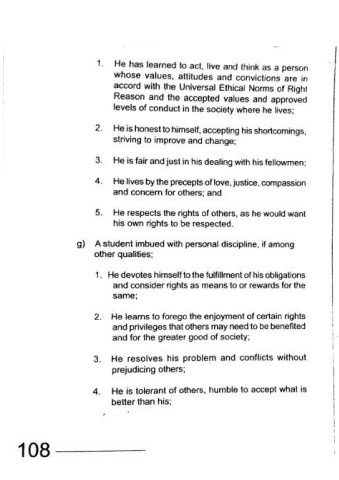 1. He has learned to act, live and think as a person
whose values, attitudes and convictions are in
accord with the Universal Ethical Norms of Right
Reason and the accepted values and approved
levels of conduct in the society where he lives;
2. He is honest to himself, accepting his shortcomings,
striving to improve and change;
3. He is fair and just in his dealing with his fellowmen;
4. He lives by the precepts of love, justice, compassion
and concern for others; and
5. He respects the rights of others, as he would want
his own rights to be respected.
g) A student imbued with personal discipline, if among
other qualities;
1. He devotes himself to the fulfillment of his obligations
and consider rights as means to or rewards for the
same;
2. He learns to forego the enjoyment of certain rights
and privileges that others may need to be benefited
and for the greater good of society;
3. He resolves his problem and conflicts without
prejudicing others;
4. He is tolerant of others, humble to accept what is
better than his;
108